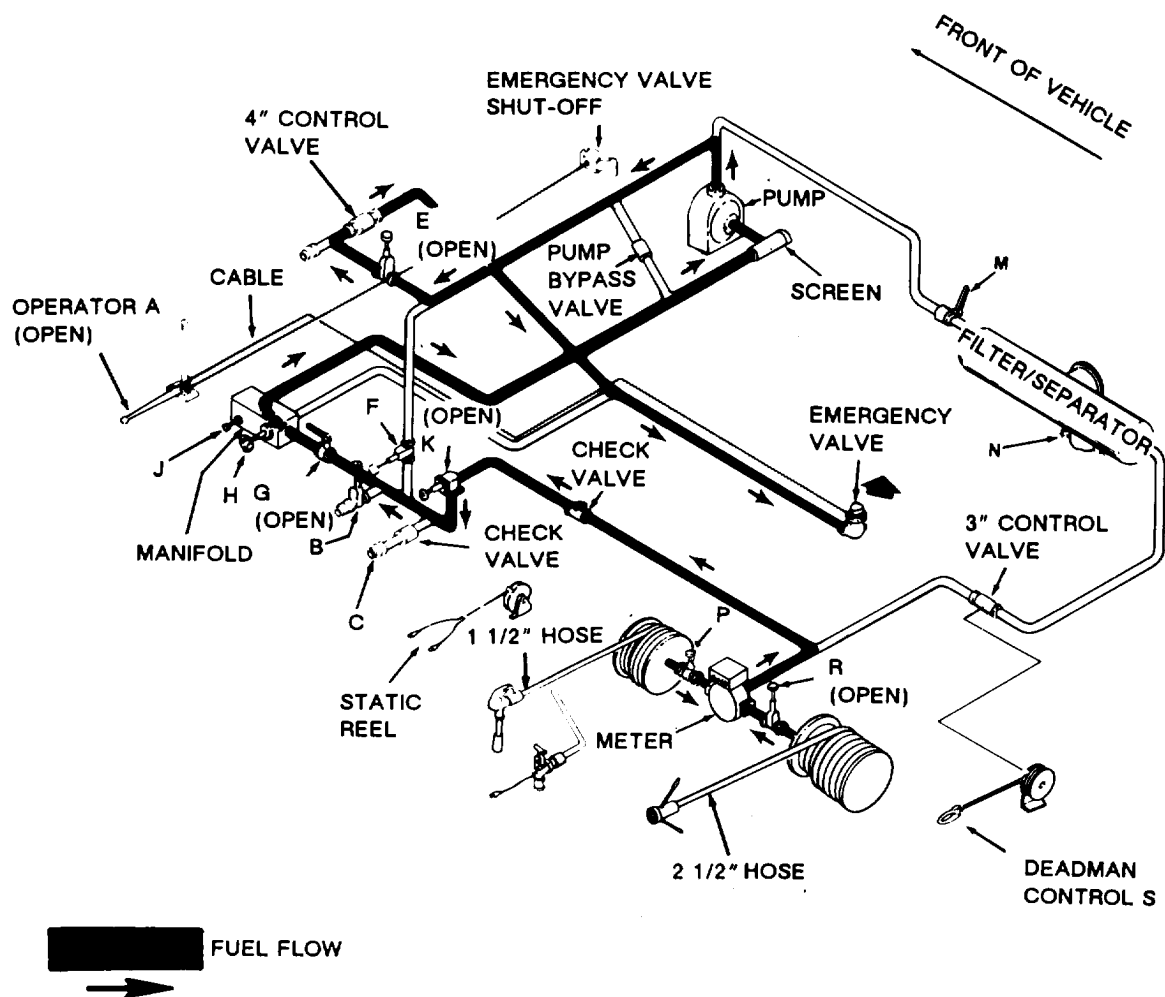 FRONT OF VEHICLE
EMERGENCY VALVE
SHUT-OFF
4" CONTROL
VALVE
PUMP
E
(OPEN)
PUMP
BYPASS
VALVE
SCREEN
M
CABLE
OPERATOR A
(OPEN)
FILTER/SEPARATOR
(OPEN)
F
K
EMERGENCY
VALVE
CHECK
VALVE
N
J
H
G
(OPEN)
B
MANIFOLD
CHECK
VALVE
3" CONTROL
VALVE
C
1 1/2" HOSE
P
R
(OPEN)
STATIC
REEL
METER
2 1/2" HOSE
DEADMAN
CONTROL S
FUEL FLOW